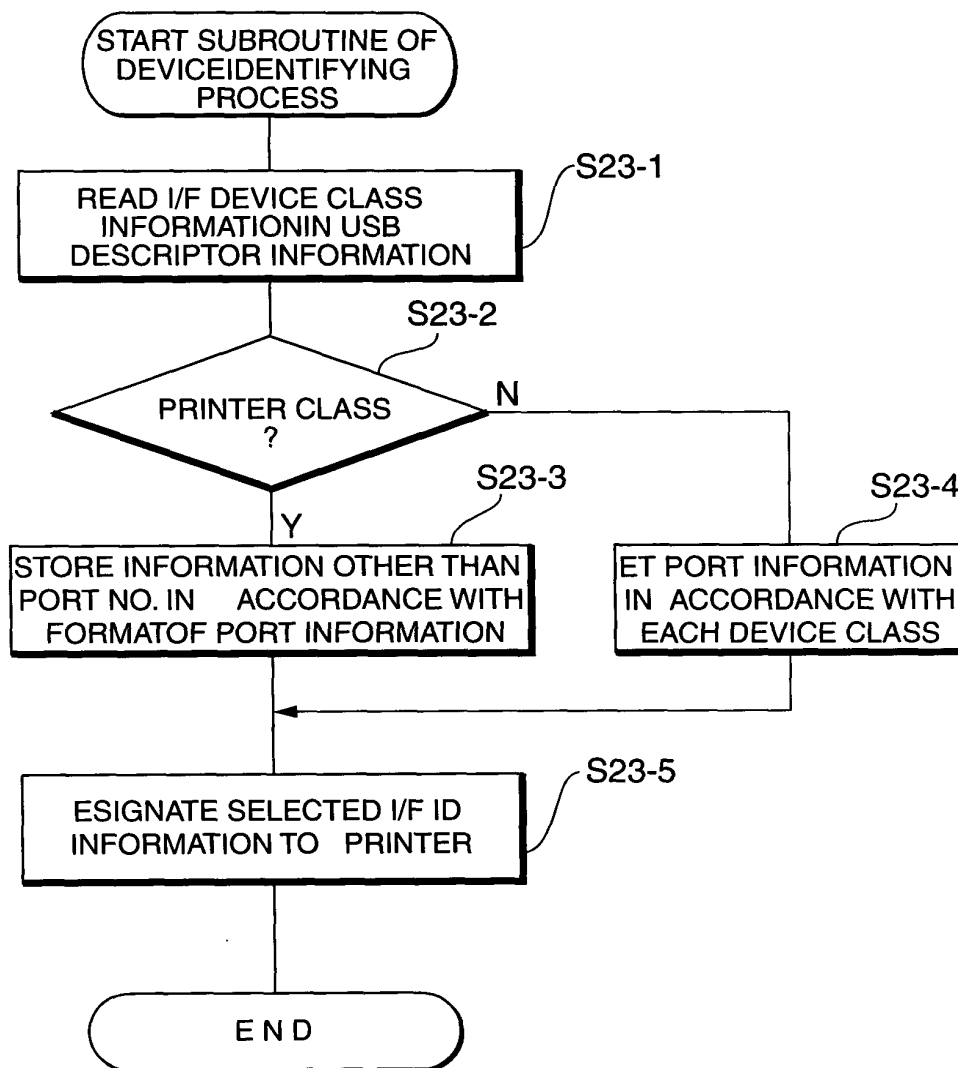 START SUBROUTINE OF
DEVICEIDENTIFYING
PROCESS
S23-1
READ I/F DEVICE CLASS
INFORMATIONIN USB
DESCRIPTOR INFORMATION
S23-2
PRINTER CLASS
?
N
Y
S23-3
STORE INFORMATION OTHER THAN
PORT NO. IN ACCORDANCE WITH
FORMATOF PORT INFORMATION
S23-4
ET PORT INFORMATION
IN ACCORDANCE WITH
EACH DEVICE CLASS
S23-5
ESIGNATE SELECTED I/F ID
INFORMATION TO PRINTER
E N D